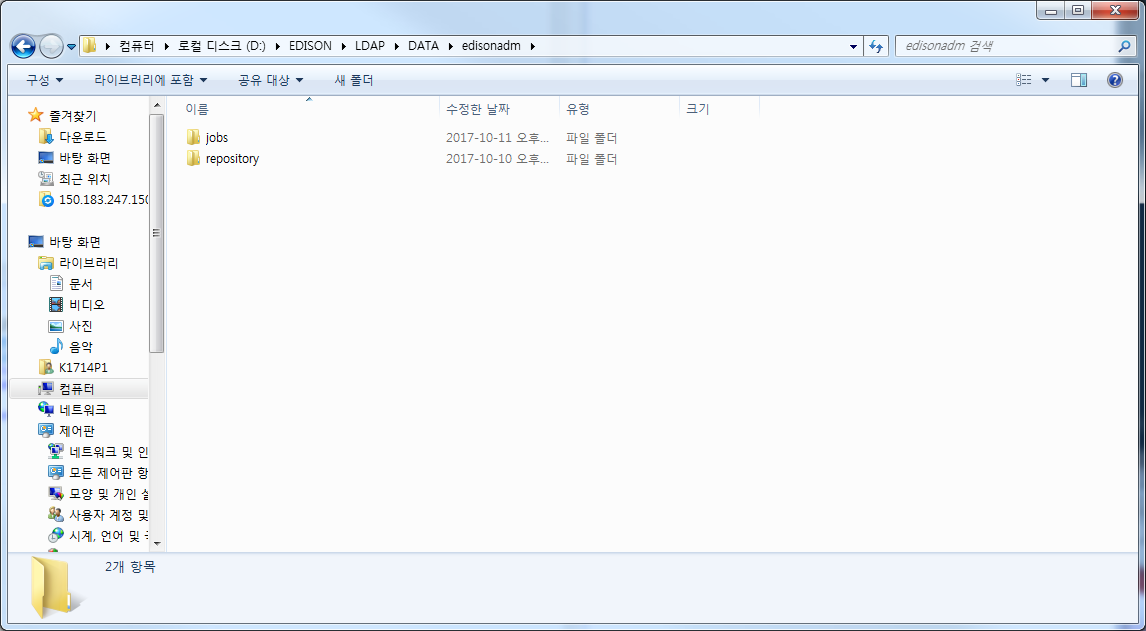 컴퓨터 로컬 디스크 (D:) EDISON LDAP DATA edisonadm
edisonadm 검색
구성 라이브러리에 포함 공유 대상 새 폴더
이름 수정한 날짜 유형 크기
jobs 2017-10-11 오후... 파일 폴더
repository 2017-10-10 오후... 파일 폴더
즐겨찾기
다운로드
바탕 화면
최근 위치
150.183.247.150
바탕 화면
라이브러리
문서
비디오
사진
음악
K1714P1
컴퓨터
네트워크
제어판
네트워크 및 인
모든 제어판 항
모양 및 개인 설
사용자 계정 및
시계, 언어 및
2개 항목